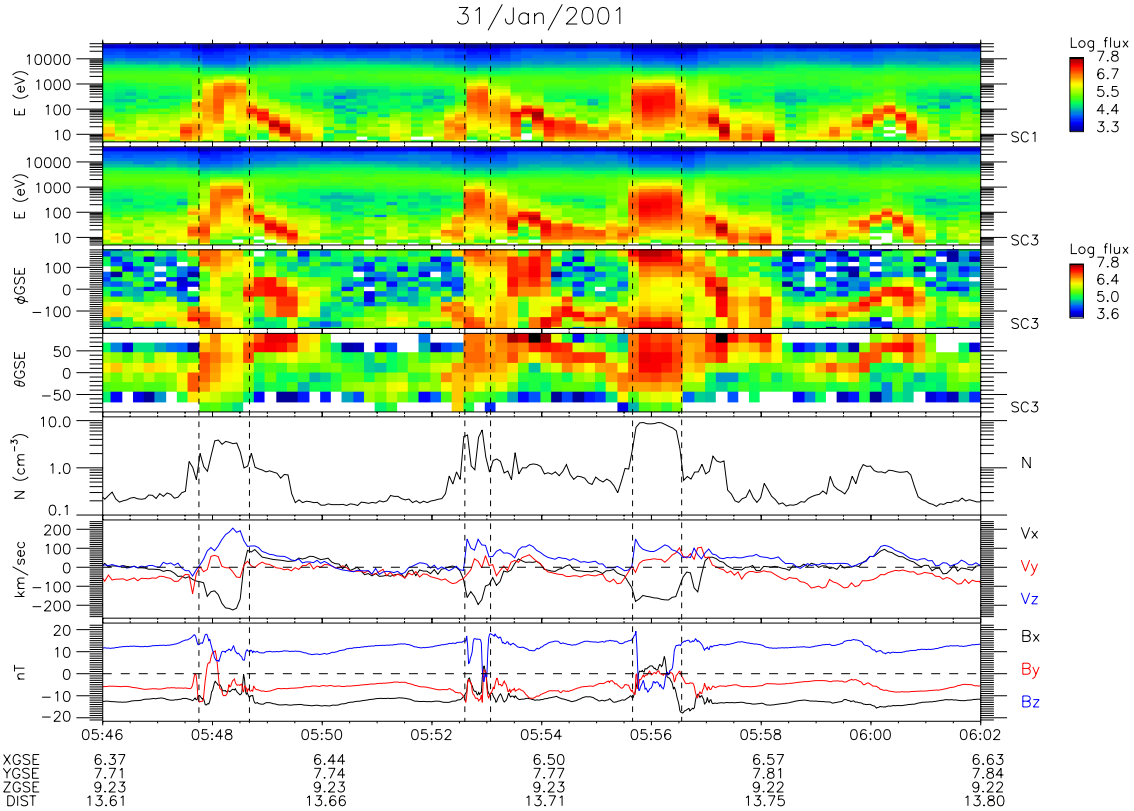 31/Jan/2001
Log flux
7.8
6.7
5.5
4.4
3.3
E (eV)
10000
1000
100
10
SC1
E (eV)
10000
1000
100
10
SC3
Log flux
7.8
6.4
5.0
3.6
φGSE
100
0
−100
SC3
θGSE
50
0
−50
SC3
N (cm⁻³)
10.0
1.0
0.1
N
km/sec
200
100
0
−100
−200
Vx
Vy
Vz
nT
20
10
0
−10
−20
Bx
By
Bz
05:46 05:48 05:50 05:52 05:54 05:56 05:58 06:00 06:02
XGSE 6.37 6.44 6.50 6.57 6.63
YGSE 7.71 7.74 7.77 7.81 7.84
ZGSE 9.23 9.23 9.23 9.22 9.22
DIST 13.61 13.66 13.71 13.75 13.80